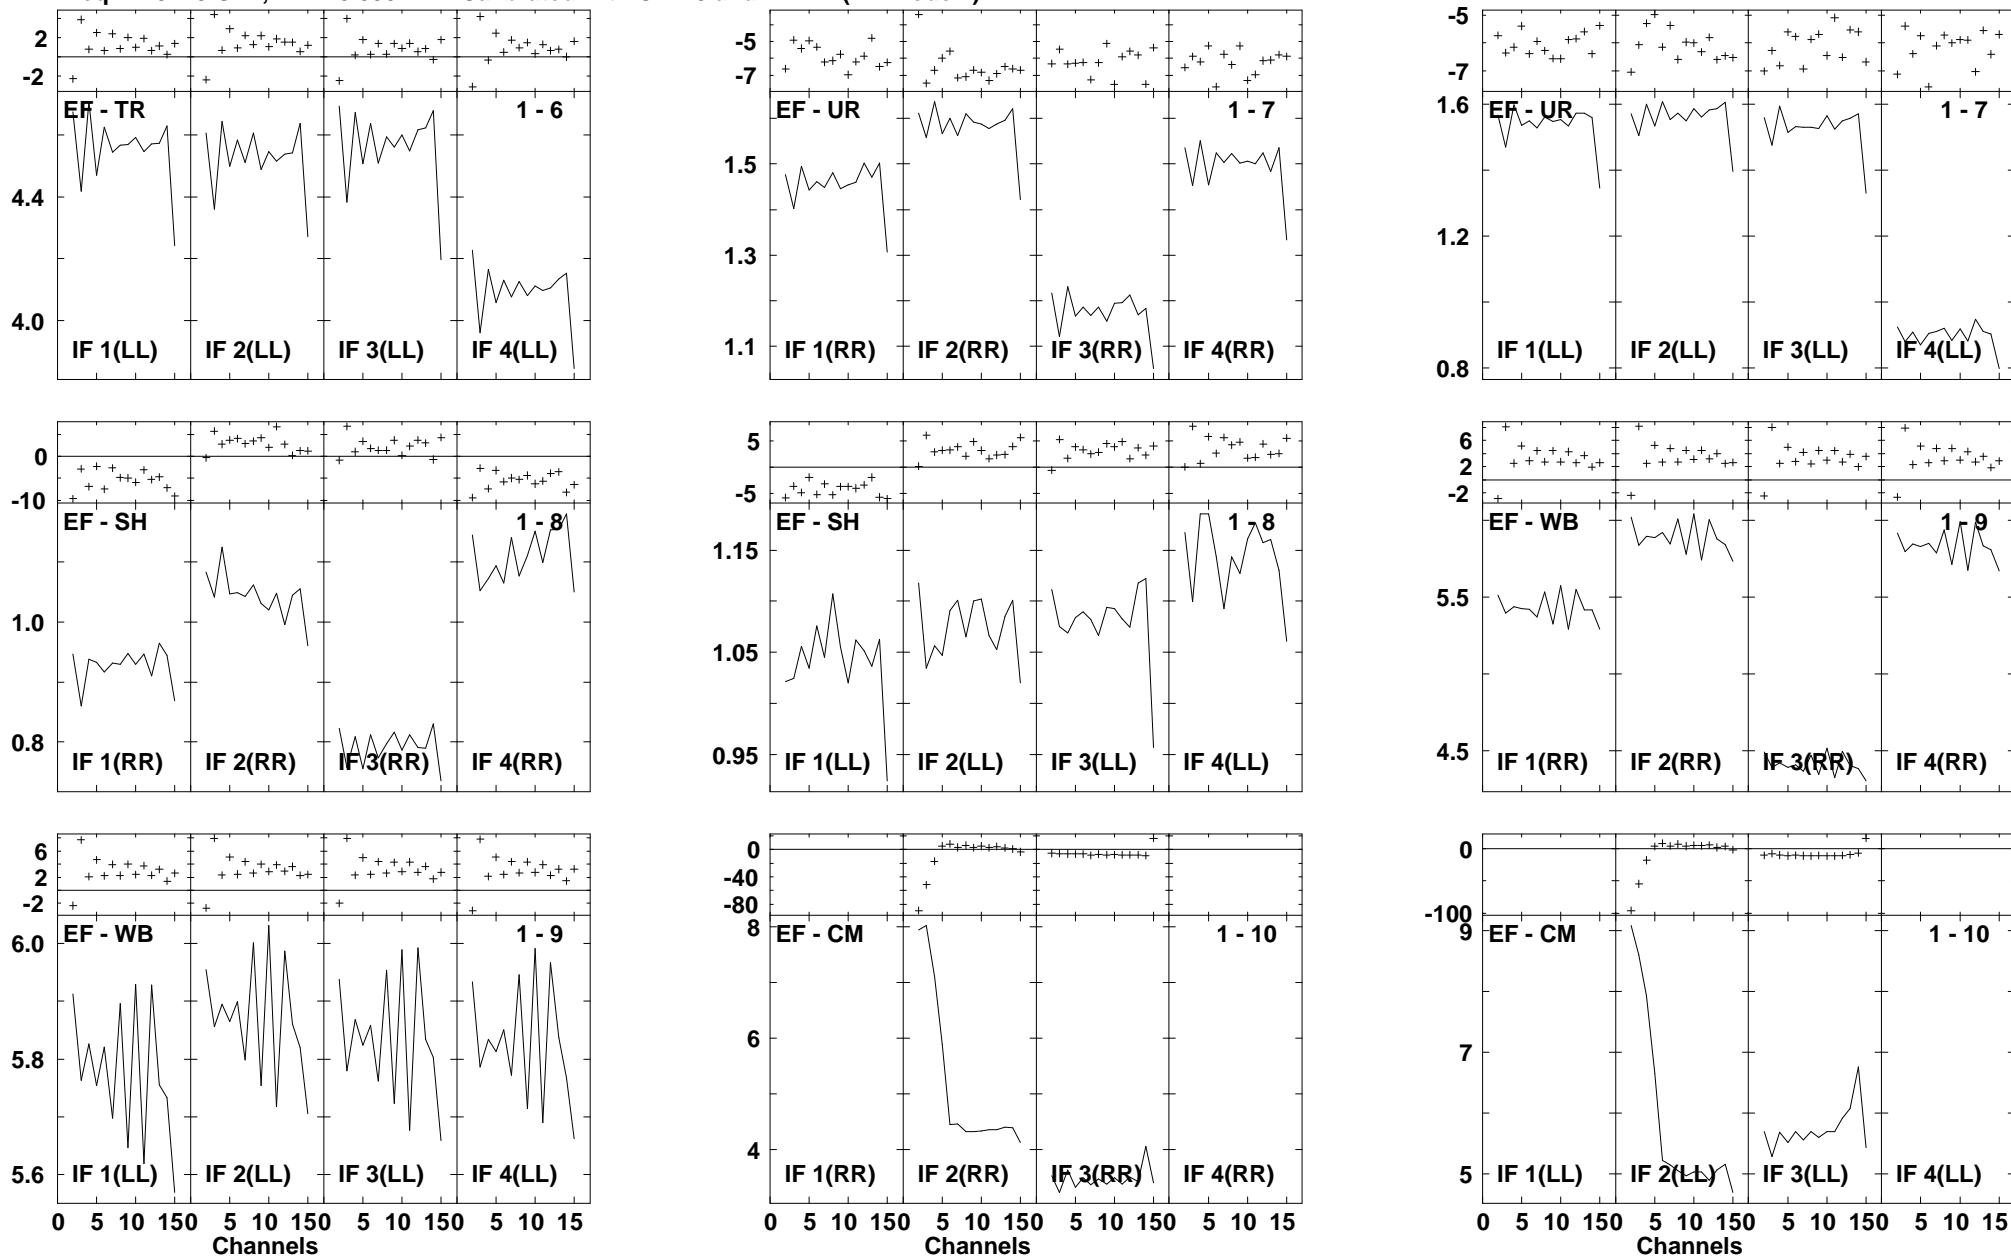 2
-2
EF - TR
1 - 6
4.4
4.0
IF 1(LL)
IF 2(LL)
IF 3(LL)
IF 4(LL)
-5
-7
EF - UR
1 - 7
1.5
1.3
1.1
IF 1(RR)
IF 2(RR)
IF 3(RR)
IF 4(RR)
-5
-7
EF - UR
1 - 7
1.6
1.2
0.8
IF 1(LL)
IF 2(LL)
IF 3(LL)
IF 4(LL)
0
-10
EF - SH
1 - 8
1.0
0.8
IF 1(RR)
IF 2(RR)
IF 3(RR)
IF 4(RR)
5
-5
EF - SH
1 - 8
1.15
1.05
0.95
IF 1(LL)
IF 2(LL)
IF 3(LL)
IF 4(LL)
6
2
-2
EF - WB
1 - 9
5.5
4.5
IF 1(RR)
IF 2(RR)
IF 3(RR)
IF 4(RR)
6
2
-2
EF - WB
1 - 9
6.0
5.8
5.6
IF 1(LL)
IF 2(LL)
IF 3(LL)
IF 4(LL)
0 5 10 150 5 10 150 5 10 150 5 10 15
Channels
0
-40
-80
EF - CM
1 - 10
8
6
4
IF 1(RR)
IF 2(RR)
IF 3(RR)
IF 4(RR)
0 5 10 150 5 10 150 5 10 150 5 10 15
Channels
0
-100
EF - CM
1 - 10
9
7
5
IF 1(LL)
IF 2(LL)
IF 3(LL)
IF 4(LL)
0 5 10 150 5 10 150 5 10 150 5 10 15
Channels